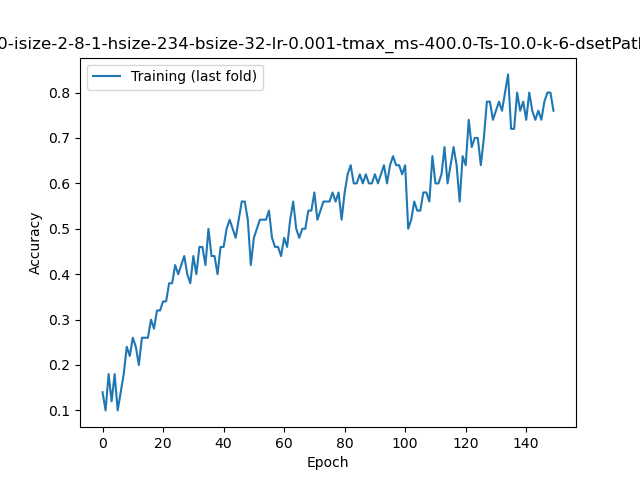 0-isize-2-8-1-hsize-234-bsize-32-lr-0.001-tmax_ms-400.0-Ts-10.0-k-6-dsetPat
Training (last fold)
Accuracy
0.8
0.7
0.6
0.5
0.4
0.3
0.2
0.1
0 20 40 60 80 100 120 140
Epoch